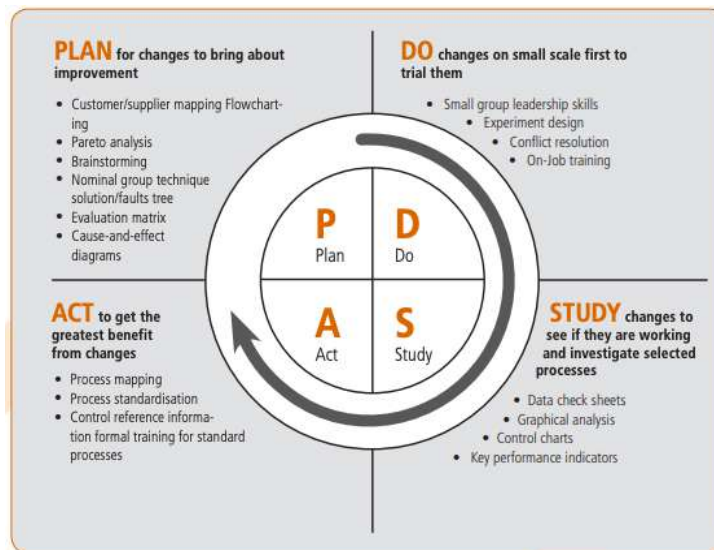 PLAN for changes to bring about
improvement
• Customer/supplier mapping Flowchart-
ing
• Pareto analysis
• Brainstorming
• Nominal group technique
solution/faults tree
• Evaluation matrix
• Cause-and-effect
diagrams
DO changes on small scale first to
trial them
• Small group leadership skills
• Experiment design
• Conflict resolution
• On-Job training
P
Plan
D
Do
A
Act
S
Study
ACT to get the
greatest benefit
from changes
• Process mapping
• Process standardisation
• Control reference informa-
tion formal training for standard
processes
STUDY changes to
see if they are working
and investigate selected
processes
• Data check sheets
• Graphical analysis
• Control charts
• Key performance indicators